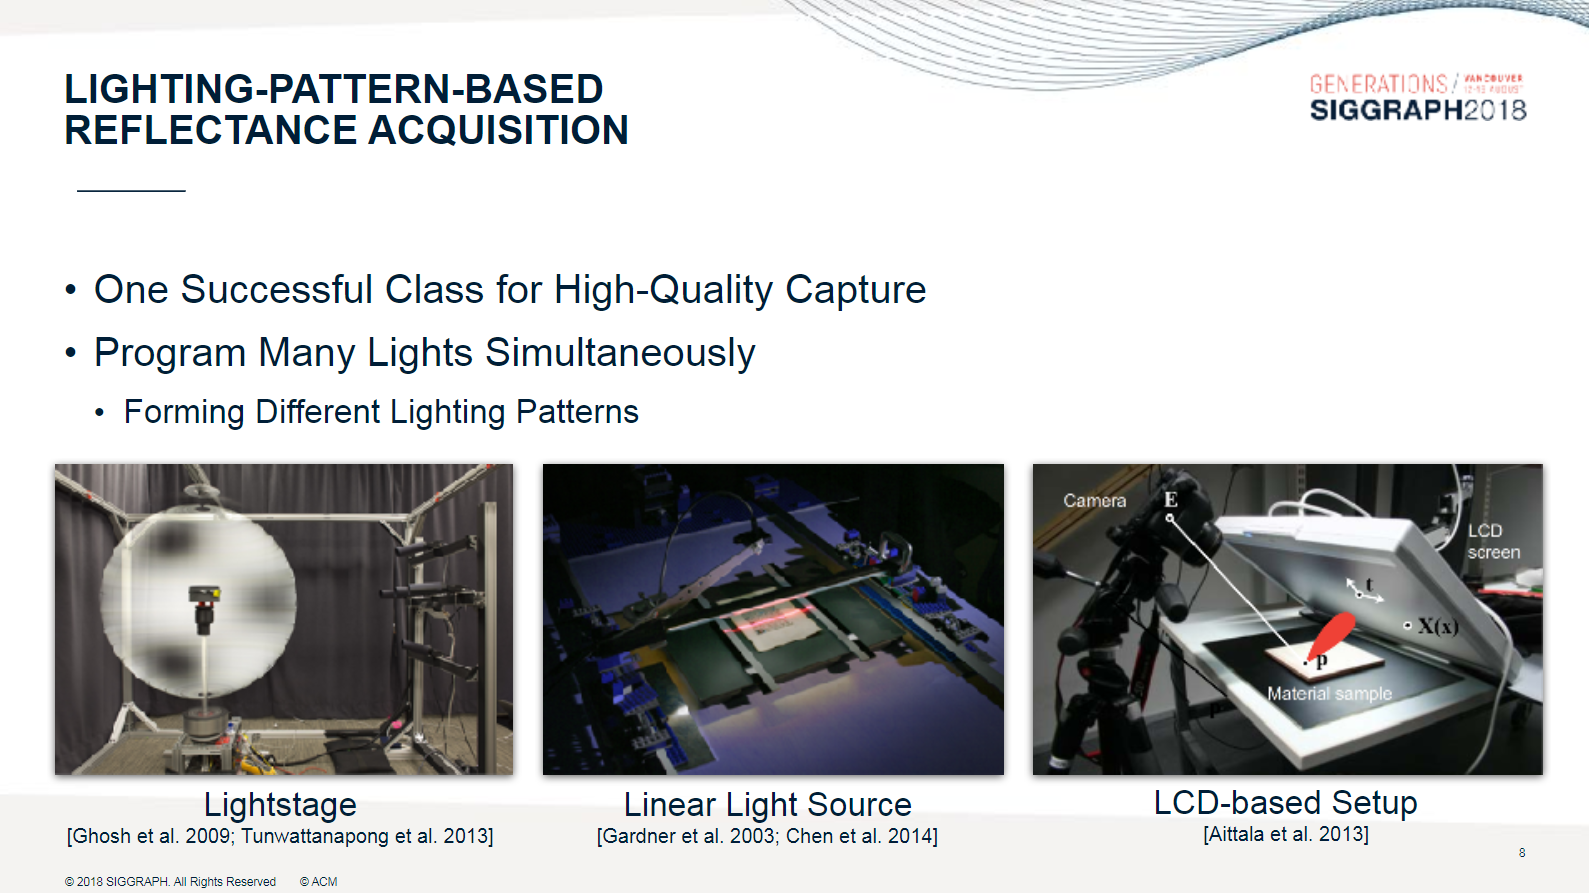 LIGHTING-PATTERN-BASED
REFLECTANCE ACQUISITION
GENERATIONS / VANCOUVER
12-16 AUGUST
SIGGRAPH2018
• One Successful Class for High-Quality Capture
• Program Many Lights Simultaneously
• Forming Different Lighting Patterns
Camera
E
LCD
screen
t
X(x)
p
Material sample
Lightstage
[Ghosh et al. 2009; Tunwattanapong et al. 2013]
Linear Light Source
[Gardner et al. 2003; Chen et al. 2014]
LCD-based Setup
[Aittala et al. 2013]
8
© 2018 SIGGRAPH. All Rights Reserved © ACM